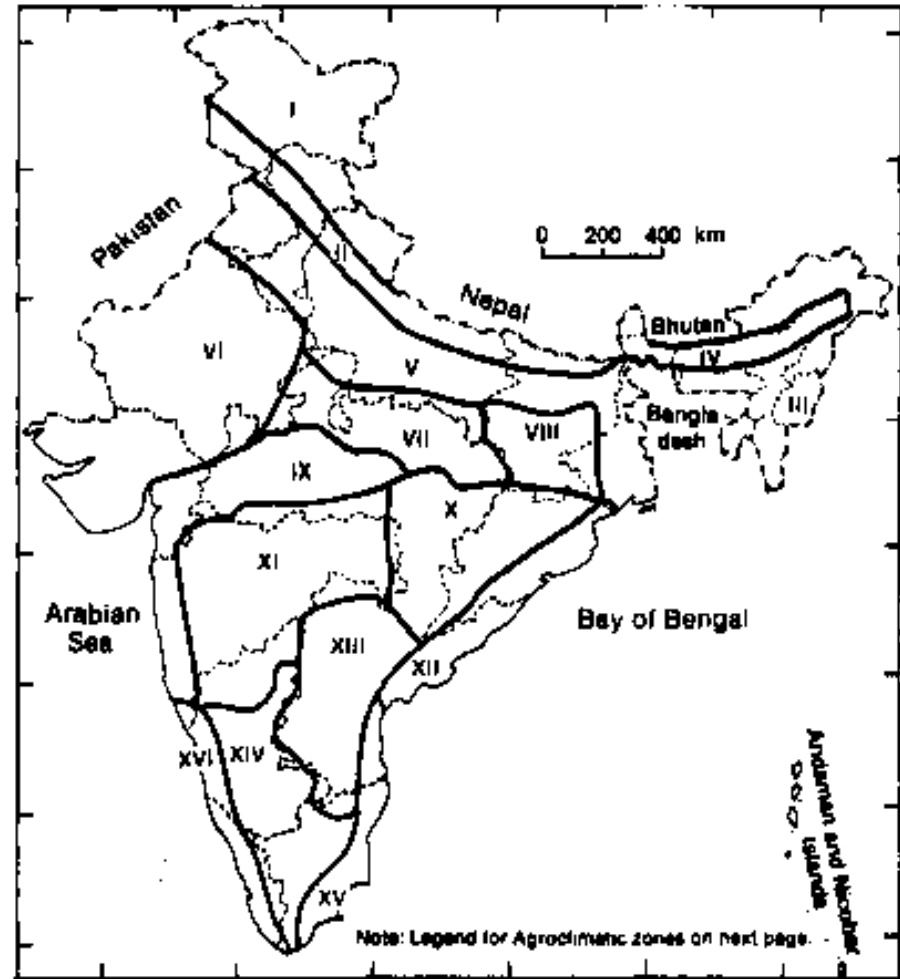 I
Pakistan
II
0 200 400 km
Nepal
Bhutan
IV
VI
V
III
Bangla
desh
VII
VIII
IX
X
XI
Arabian
Sea
Bay of Bengal
XIII
XII
XVI
XIV
XV
Andaman and Nicobar
Islands
Note: Legend for Agroclimatic zones on next page.